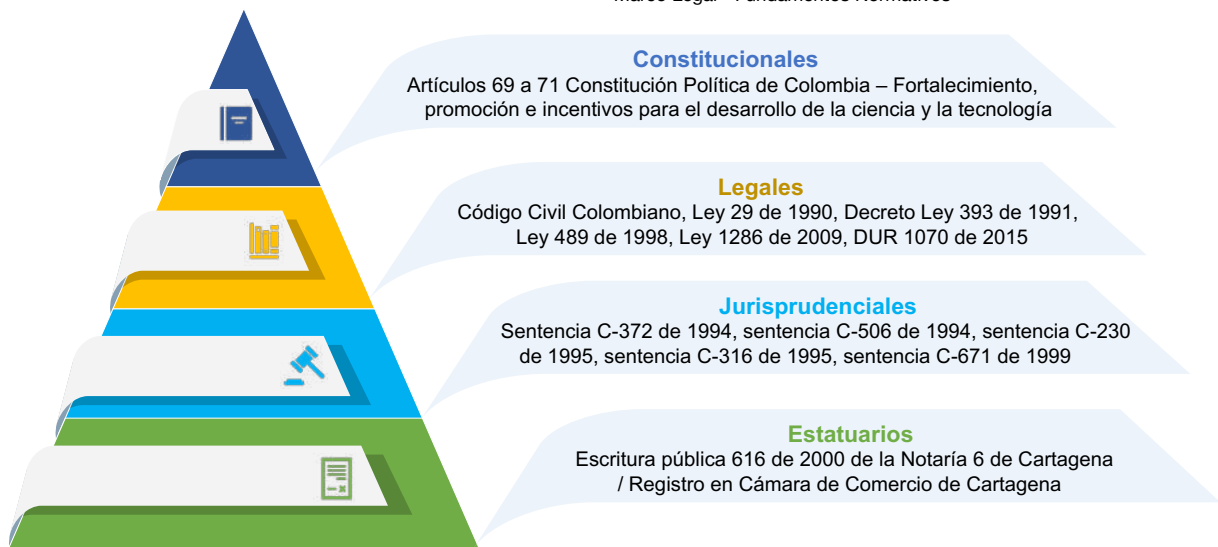 Marco Legal - Fundamentos Normativos
Constitucionales
Artículos 69 a 71 Constitución Política de Colombia – Fortalecimiento,
promoción e incentivos para el desarrollo de la ciencia y la tecnología
Legales
Código Civil Colombiano, Ley 29 de 1990, Decreto Ley 393 de 1991,
Ley 489 de 1998, Ley 1286 de 2009, DUR 1070 de 2015
Jurisprudenciales
Sentencia C-372 de 1994, sentencia C-506 de 1994, sentencia C-230
de 1995, sentencia C-316 de 1995, sentencia C-671 de 1999
Estatuarios
Escritura pública 616 de 2000 de la Notaría 6 de Cartagena
/ Registro en Cámara de Comercio de Cartagena